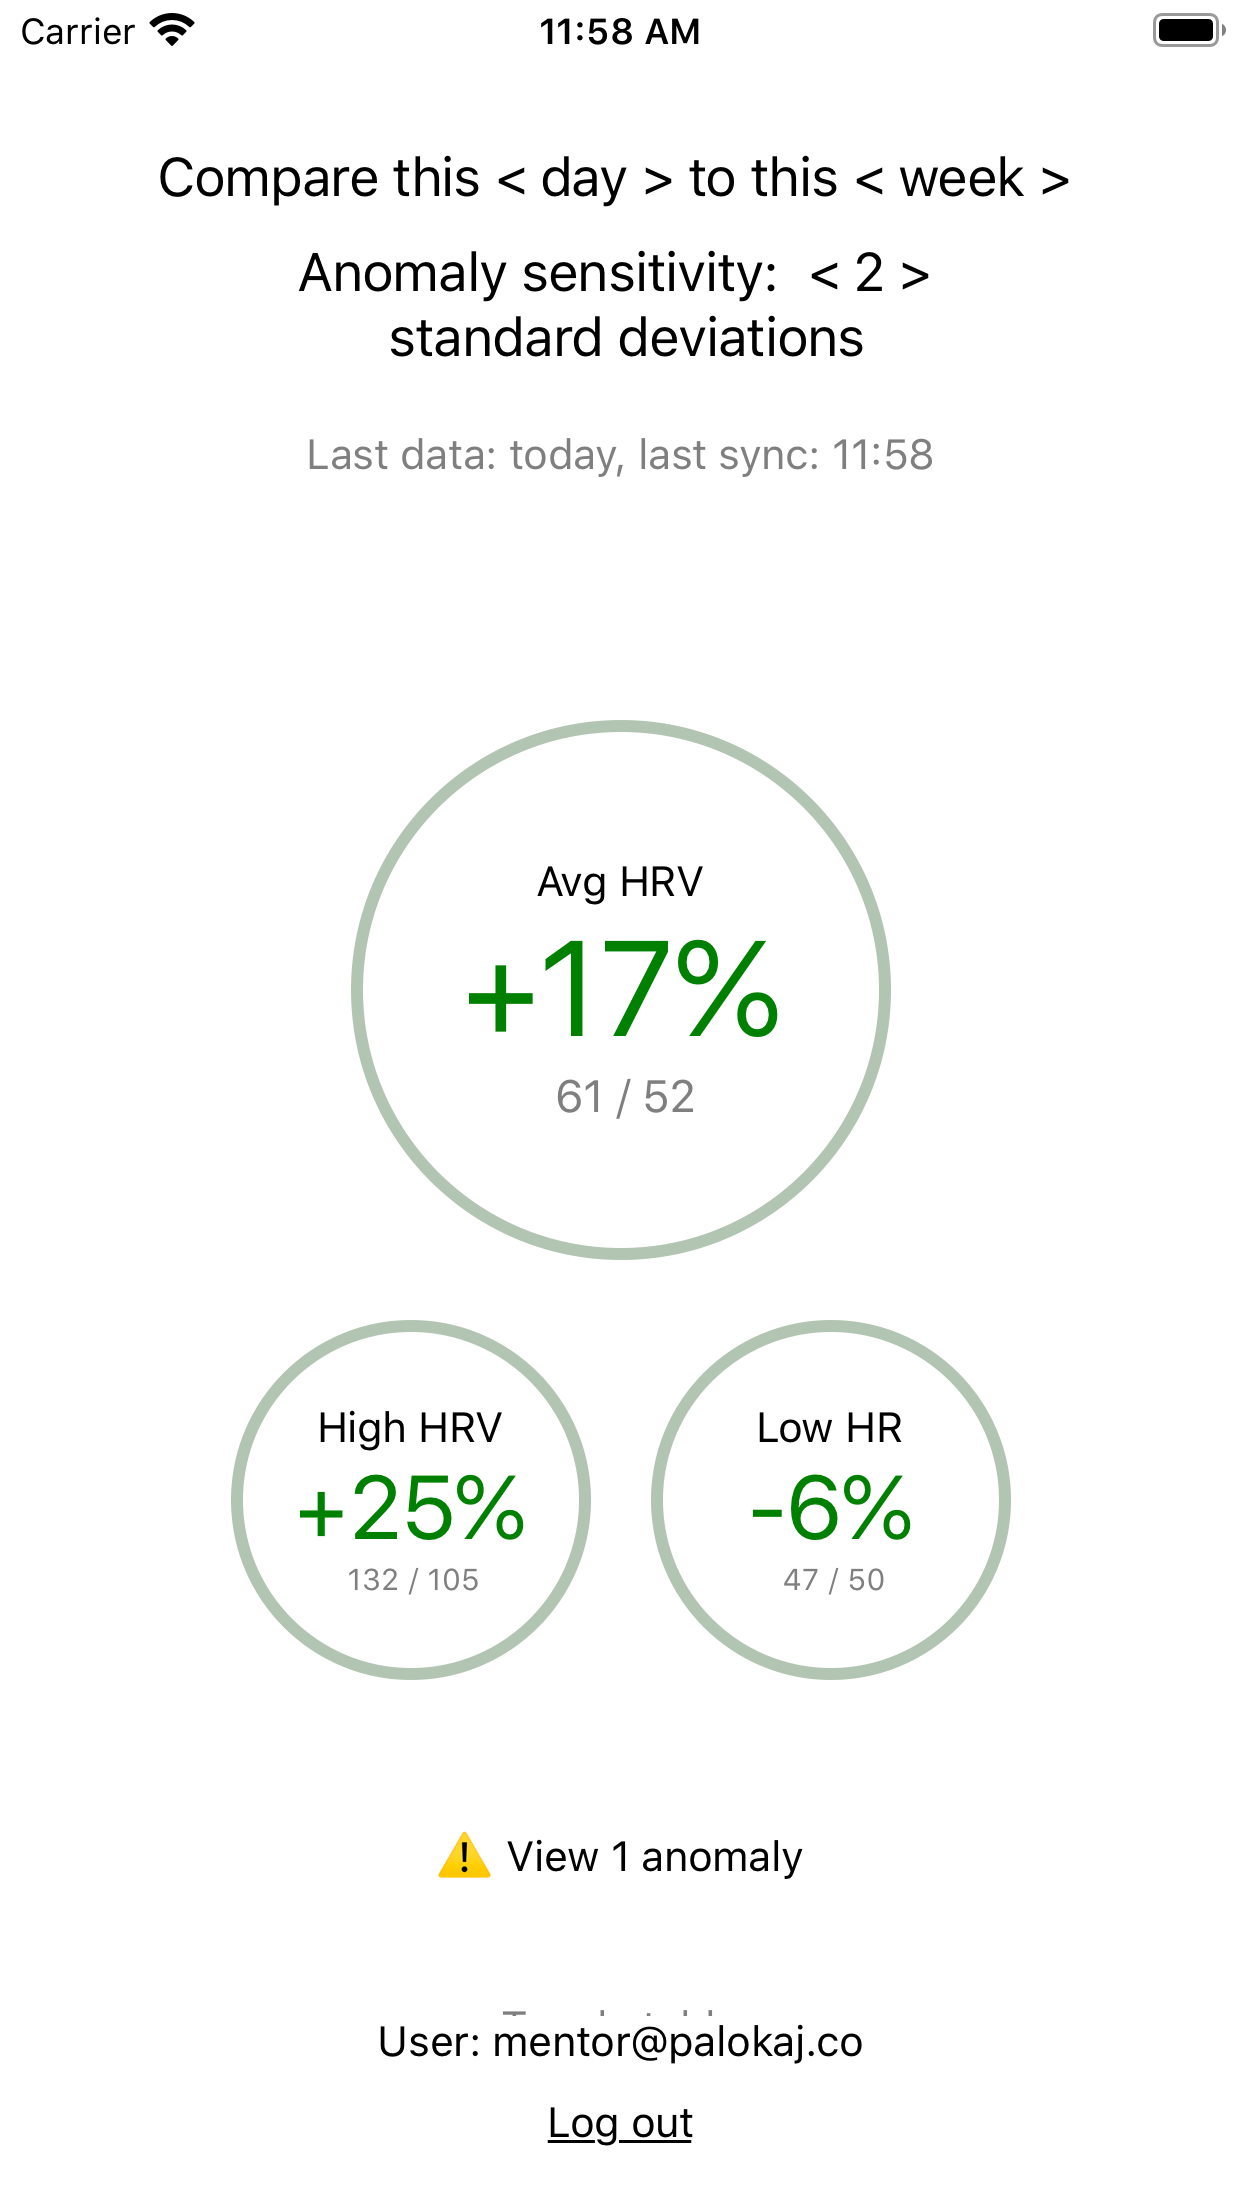 Carrier
11:58 AM
Compare this < day > to this < week >
Anomaly sensitivity: < 2 >
standard deviations
Last data: today, last sync: 11:58
Avg HRV
+17%
61 / 52
High HRV
+25%
132 / 105
Low HR
-6%
47 / 50
⚠️ View 1 anomaly
User: mentor@palokaj.co
Log out